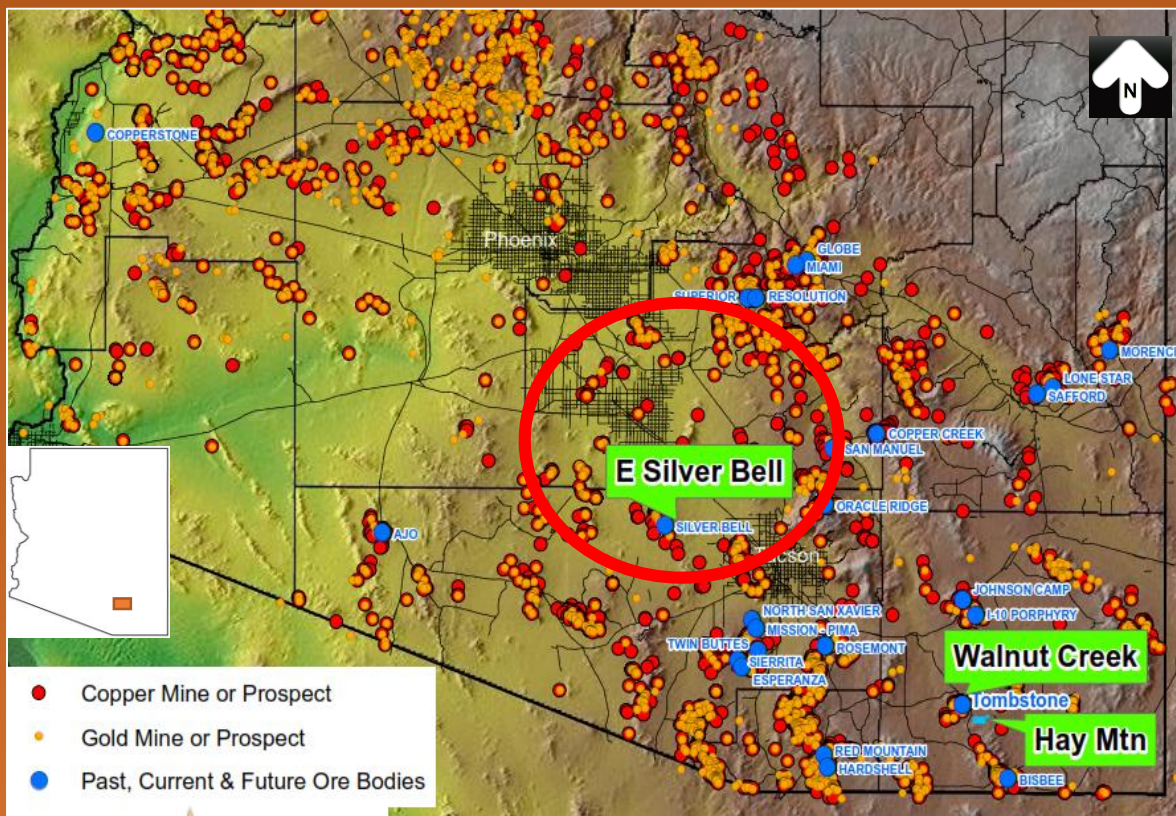 N
COPPERSTONE
Phoenix
GLOBE
MIAMI
SUPERIOR
RESOLUTION
MORENCI
LONE STAR
SAFFORD
COPPER CREEK
SAN MANUEL
E Silver Bell
ORACLE RIDGE
SILVER BELL
AJO
Tucson
JOHNSON CAMP
I-10 PORPHYRY
NORTH SAN XAVIER
MISSION - PIMA
TWIN BUTTES
ROSEMONT
SIERRITA
ESPERANZA
Walnut Creek
Tombstone
Hay Mtn
RED MOUNTAIN
HARDSHELL
BISBEE
Copper Mine or Prospect
Gold Mine or Prospect
Past, Current & Future Ore Bodies